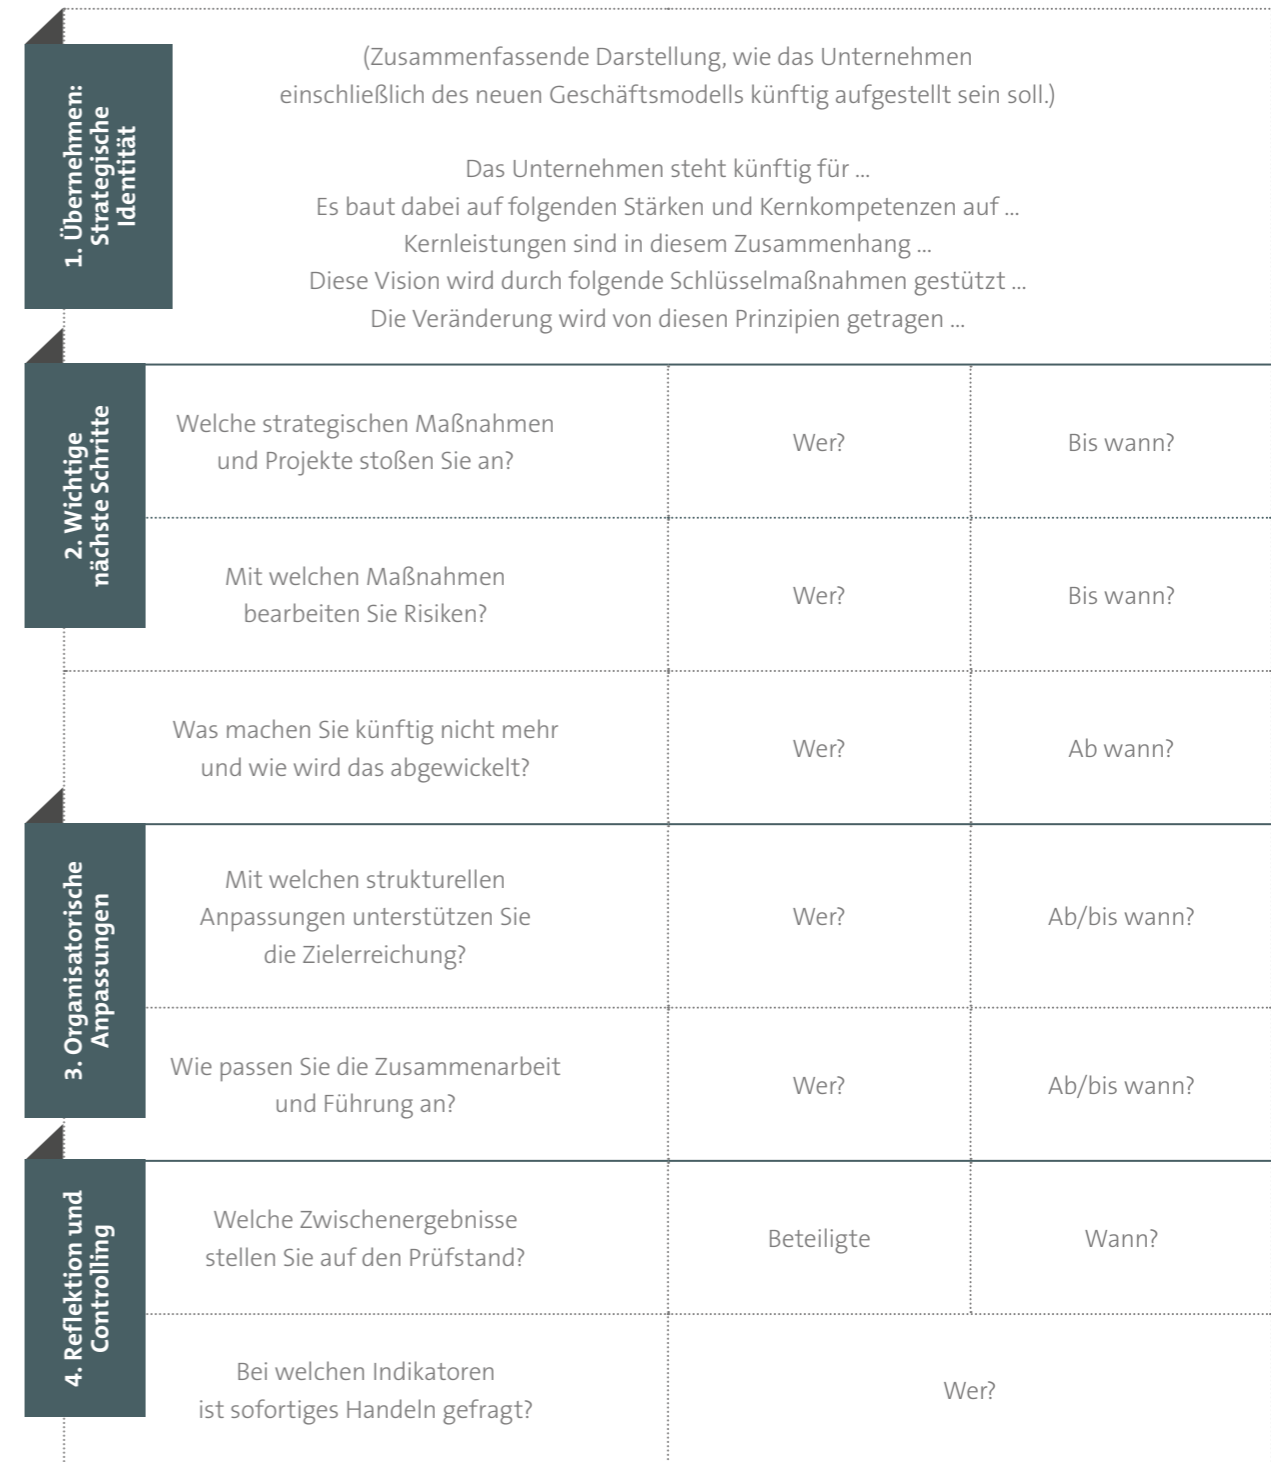 1. Übernehmen:
Strategische
Identität
(Zusammenfassende Darstellung, wie das Unternehmen
einschließlich des neuen Geschäftsmodells künftig aufgestellt sein soll.)
Das Unternehmen steht künftig für ...
Es baut dabei auf folgenden Stärken und Kernkompetenzen auf ...
Kernleistungen sind in diesem Zusammenhang ...
Diese Vision wird durch folgende Schlüsselmaßnahmen gestützt ...
Die Veränderung wird von diesen Prinzipien getragen ...
2. Wichtige
nächste Schritte
Welche strategischen Maßnahmen
und Projekte stoßen Sie an?
Wer?
Bis wann?
Mit welchen Maßnahmen
bearbeiten Sie Risiken?
Wer?
Bis wann?
Was machen Sie künftig nicht mehr
und wie wird das abgewickelt?
Wer?
Ab wann?
3. Organisatorische
Anpassungen
Mit welchen strukturellen
Anpassungen unterstützen Sie
die Zielerreichung?
Wer?
Ab/bis wann?
Wie passen Sie die Zusammenarbeit
und Führung an?
Wer?
Ab/bis wann?
4. Reflektion und
Controlling
Welche Zwischenergebnisse
stellen Sie auf den Prüfstand?
Beteiligte
Wann?
Bei welchen Indikatoren
ist sofortiges Handeln gefragt?
Wer?